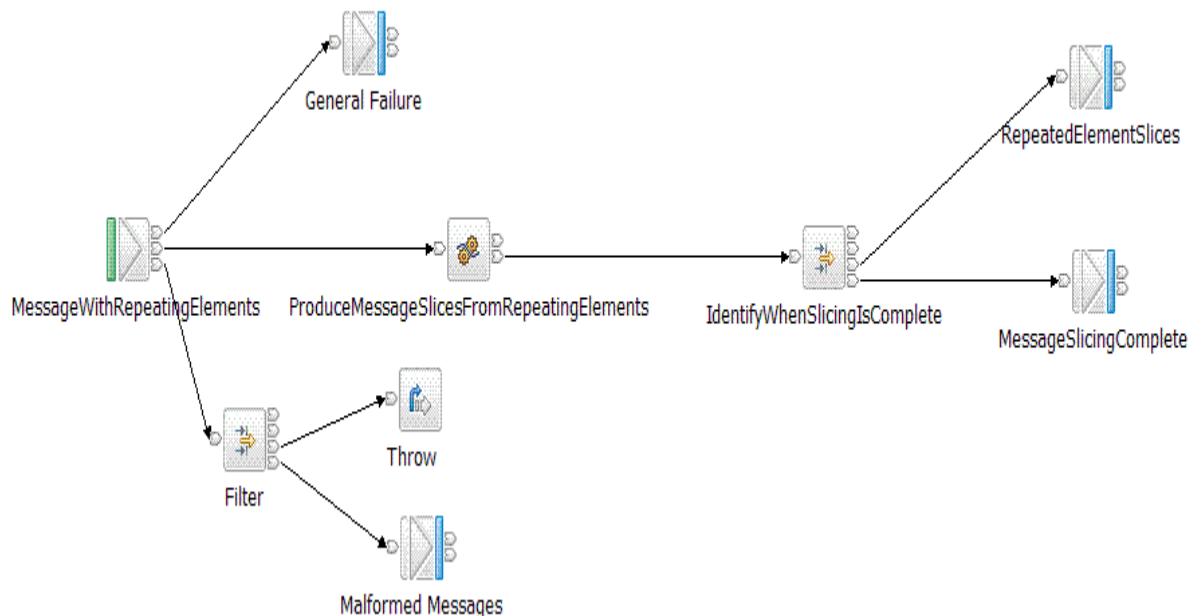 General Failure
RepeatedElementSlices
MessageWithRepeatingElements
ProduceMessageSlicesFromRepeatingElements
IdentifyWhenSlicingIsComplete
MessageSlicingComplete
Throw
Filter
Malformed Messages